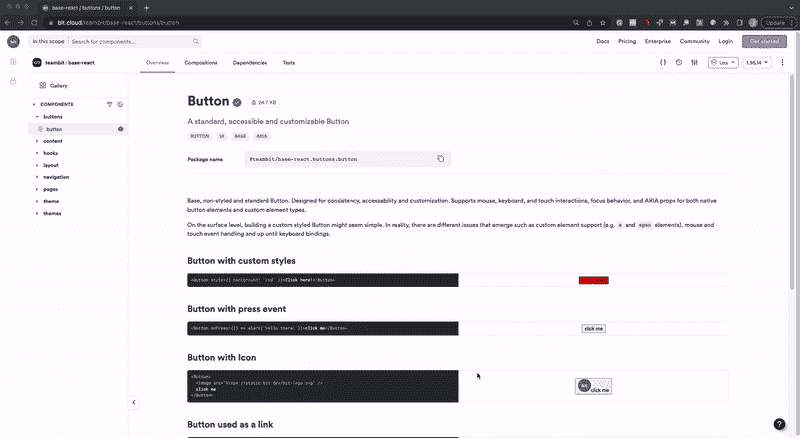 base-react / buttons / button
bit.cloud/teambit/base-react/buttons/button
Update
In this scope
Search for components...
Docs
Pricing
Enterprise
Community
Login
Get started
teambit / base-react
Overview
Compositions
Dependencies
Tests
Use
1.95.14
Gallery
COMPONENTS
buttons
button
content
hooks
layout
navigation
pages
theme
themes
Button
24.7 KB
A standard, accessible and customizable Button
BUTTON
UI
BASE
ARIA
Package name
@teambit/base-react.buttons.button
Base, non-styled and standard Button. Designed for consistency, accessability and customization. Supports mouse, keyboard, and touch interactions, focus behavior, and ARIA props for both native
button elements and custom element types.
On the surface level, building a custom styled Button might seem simple. In reality, there are different issues that emerge such as custom element support (e.g. a and span elements), mouse and
touch event handling and up until keyboard bindings.
Button with custom styles
<Button style={{ background: 'red' }}>Click here!</Button>
Button with press event
<Button onPress={() => alert('Hello there!')}>click me</Button>
click me
Button with Icon
<Button>
<Image src="https://static.bit.dev/bit-logo.svg" />
click me
</Button>
click me
Button used as a link